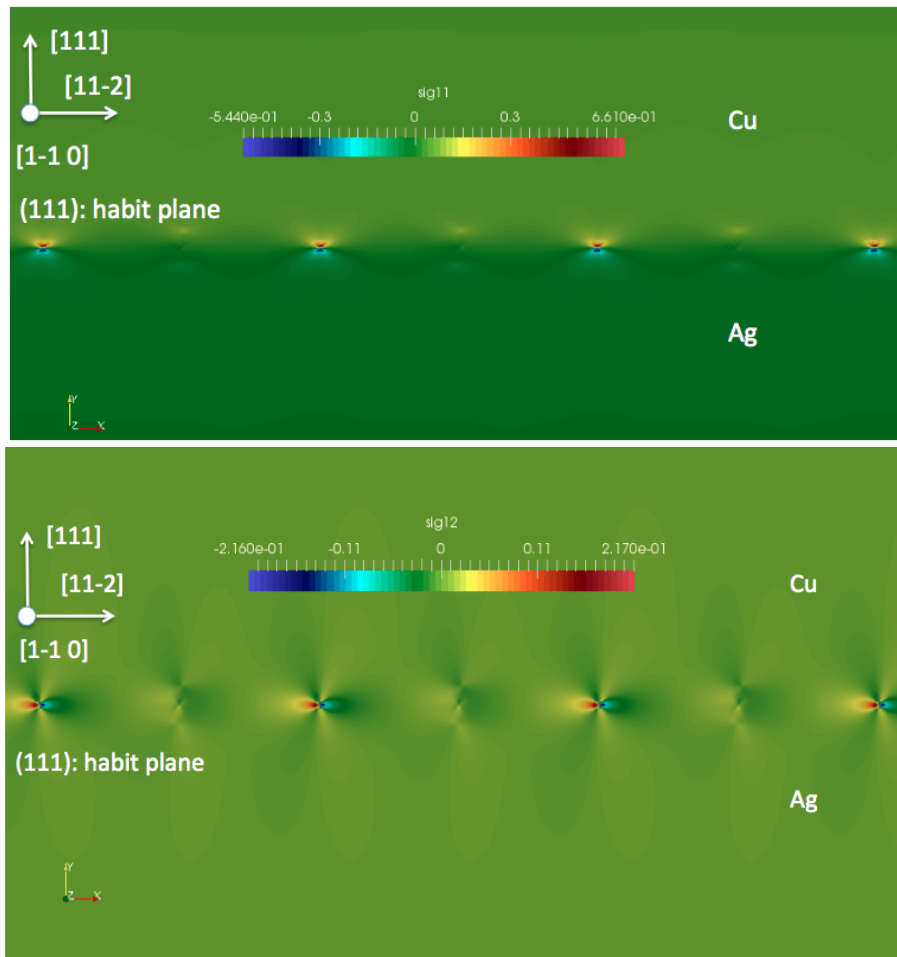 [111]
[11-2]
[1-1 0]
(111): habit plane
sig11
-5.440e-01 -0.3 0 0.3 6.610e-01
Cu
Ag
Y
Z X
[111]
[11-2]
[1-1 0]
(111): habit plane
sig12
-2.160e-01 -0.11 0 0.11 2.170e-01
Cu
Ag
Y
Z X